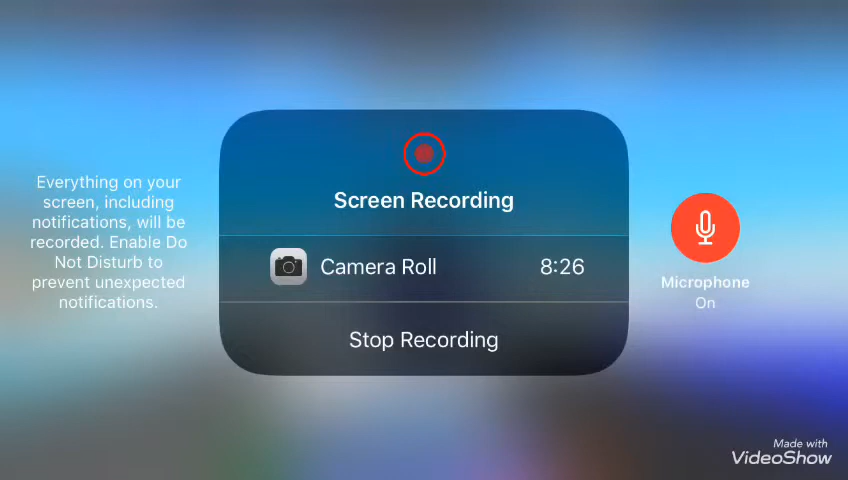 Everything on your
screen, including
notifications, will be
recorded. Enable Do
Not Disturb to
prevent unexpected
notifications.
Screen Recording
Camera Roll 8:26
Stop Recording
Microphone
On
Made with
VideoShow